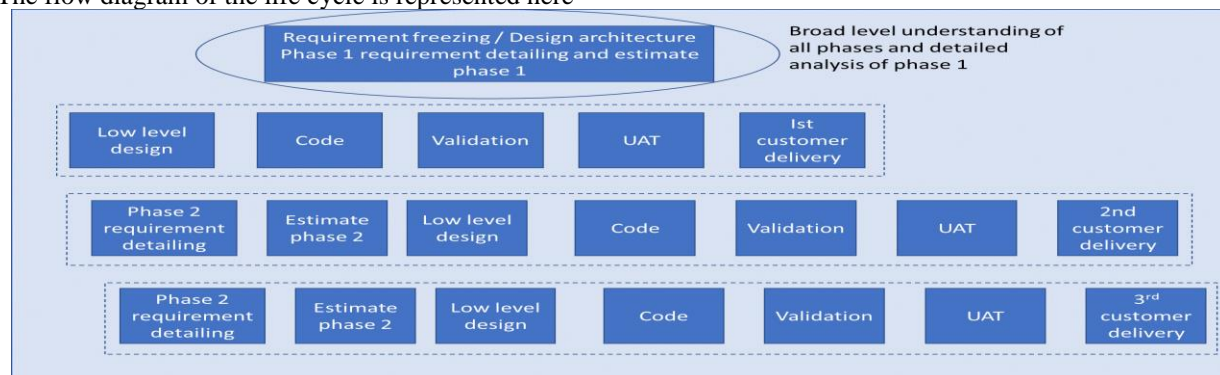 The flow diagram of the life cycle is represented here
Requirement freezing / Design architecture
Phase 1 requirement detailing and estimate
phase 1
Broad level understanding of
all phases and detailed
analysis of phase 1
Low level
design
Code
Validation
UAT
Ist
customer
delivery
Phase 2
requirement
detailing
Estimate
phase 2
Low level
design
Code
Validation
UAT
2nd
customer
delivery
Phase 2
requirement
detailing
Estimate
phase 2
Low level
design
Code
Validation
UAT
3rd
customer
delivery